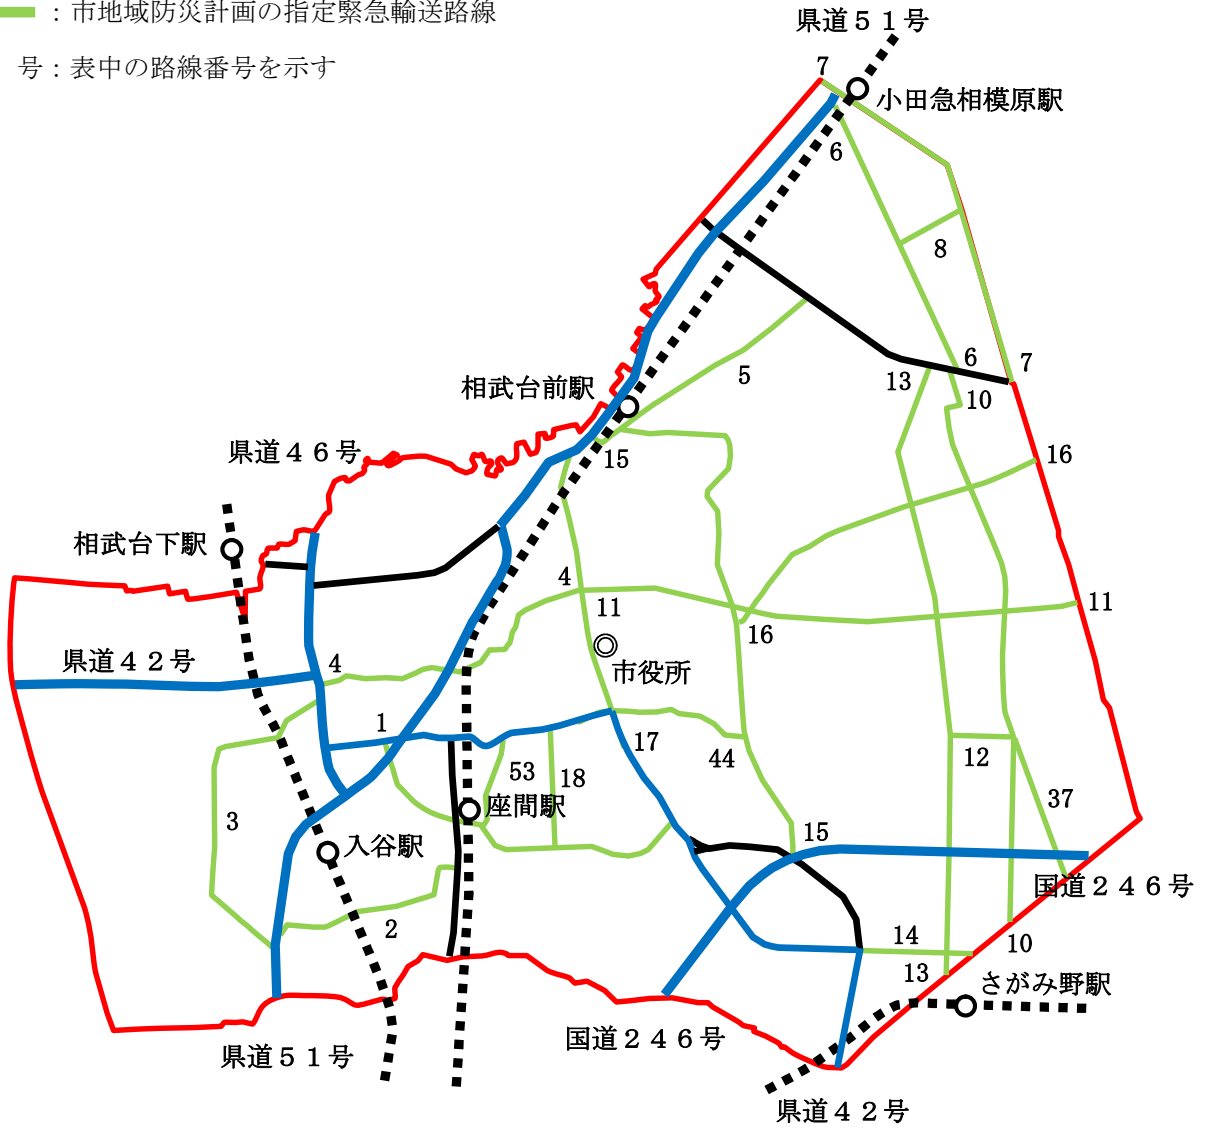 ：市地域防災計画の指定緊急輸送路線
県道５１号
号：表中の路線番号を示す
7
小田急相模原駅
6
8
6
7
5
13
相武台前駅
10
県道４６号
15
16
相武台下駅
4
11
11
16
県道４２号
4
市役所
1
17
44
12
53
18
37
座間駅
3
15
入谷駅
国道２４６号
2
14
10
13
さがみ野駅
国道２４６号
県道５１号
県道４２号